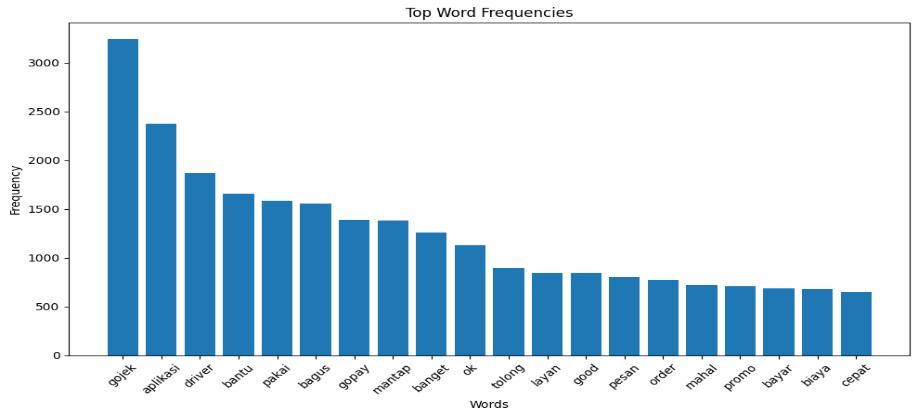 Top Word Frequencies
Frequency
3000
2500
2000
1500
1000
500
0
gojek
aplikasi
driver
bantu
pakai
bagus
gopay
mantap
banget
ok
tolong
layan
good
pesan
order
mahal
promo
bayar
biaya
cepat
Words